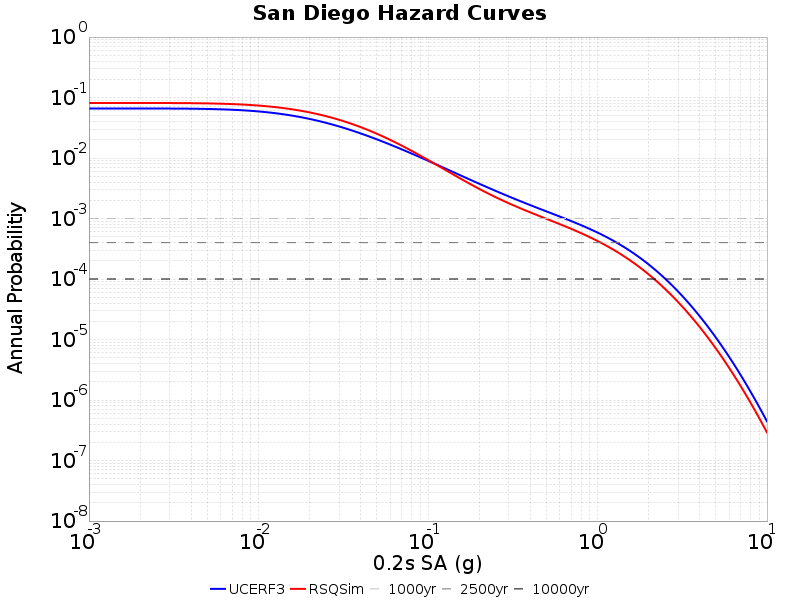 San Diego Hazard Curves
10^0
10^-1
10^-2
10^-3
10^-4
10^-5
10^-6
10^-7
10^-8
Annual Probabilitiy
10^-3 10^-2 10^-1 10^0 10^1
0.2s SA (g)
UCERF3 RSQSim 1000yr 2500yr 10000yr